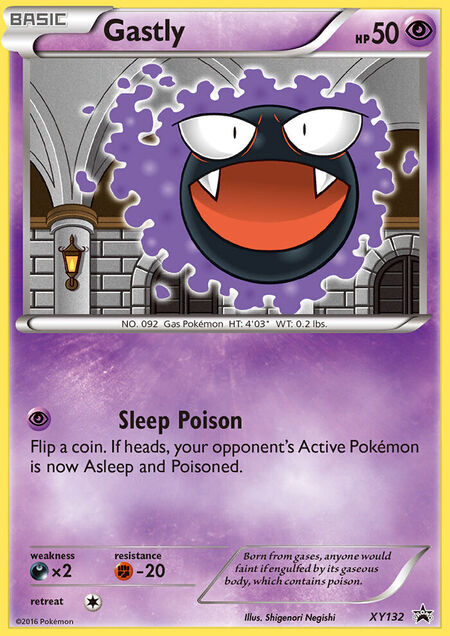 BASIC
Gastly
HP50
NO. 092 Gas Pokémon HT: 4'03" WT: 0.2 lbs.
Sleep Poison
Flip a coin. If heads, your opponent's Active Pokémon
is now Asleep and Poisoned.
weakness
×2
resistance
-20
retreat
Born from gases, anyone would
faint if engulfed by its gaseous
body, which contains poison.
©2016 Pokémon
Illus. Shigenori Negishi
XY132
PROMO